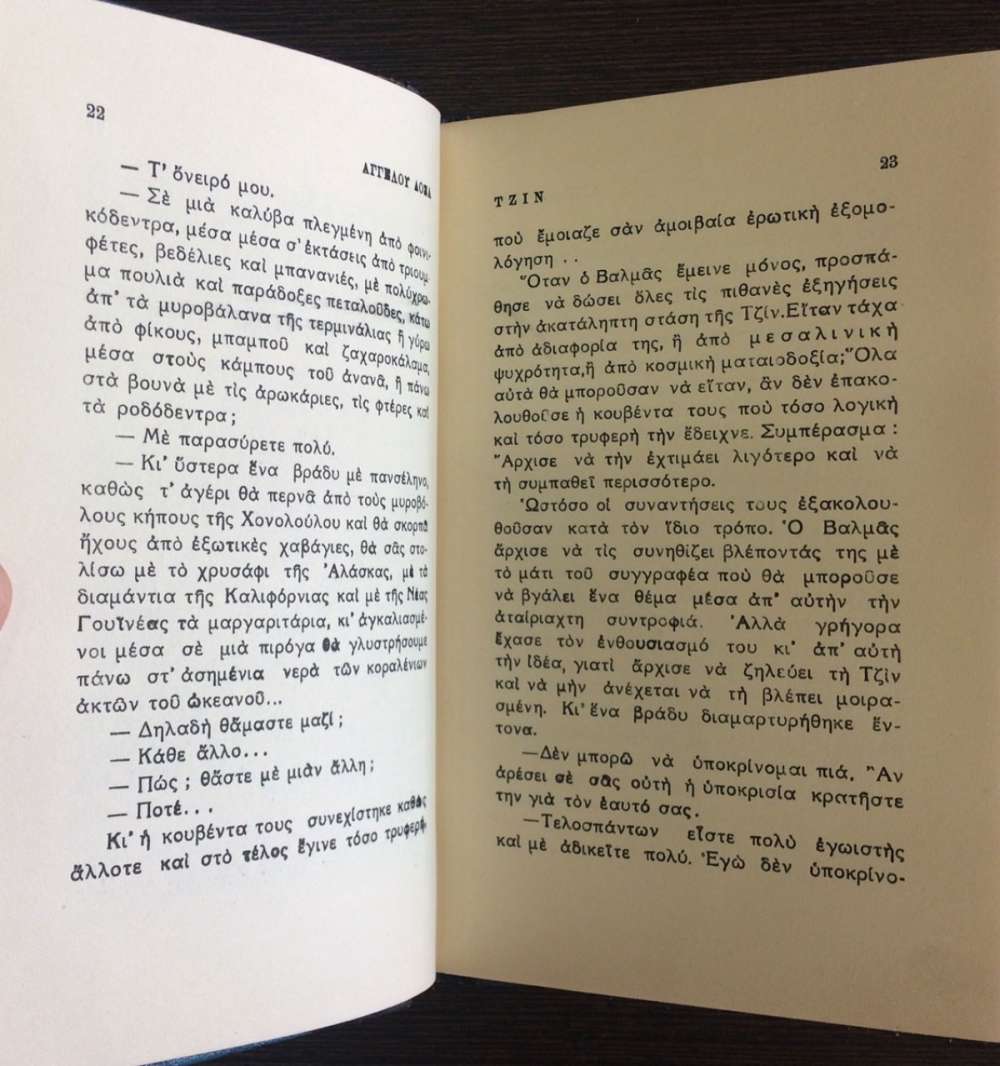 22
ΑΓΓΕΛΟΥ ΔΟΞΑ
— Τ' ὄνειρό μου.
— Σὲ μιὰ καλύβα πλεγμένη ἀπὸ φοινι-
κόδεντρα, μέσα μέσα σ' ἐκτάσεις ἀπὸ τριουμ-
φέτες, βεδέλιες καὶ μπανανιές, μὲ πολύχρω-
μα πουλιὰ καὶ παράδοξες πεταλοῦδες, κάτω
ἀπ' τὰ μυροβάλανα τῆς τερμινάλιας ἢ γύρω
ἀπὸ φίκους, μπαμποῦ καὶ ζαχαροκάλαμα,
μέσα στοὺς κάμπους τοῦ ἀνανᾶ, ἢ πάνω
στὰ βουνὰ μὲ τὶς ἀρωκάριες, τὶς φτέρες καὶ
τὰ ροδόδεντρα ;
— Μὲ παρασύρετε πολύ.
— Κι' ὕστερα ἕνα βράδυ μὲ πανσέληνο,
καθὼς τ' ἀγέρι θὰ περνᾶ ἀπὸ τοὺς μυροβό-
λους κήπους τῆς Χονολούλου καὶ θὰ σκορπᾶ
ἤχους ἀπὸ ἐξωτικὲς χαβάγιες, θὰ σᾶς στο-
λίσω μὲ τὸ χρυσάφι τῆς Ἀλάσκας, μὲ τὰ
διαμάντια τῆς Καλιφόρνιας καὶ μὲ τῆς Νέας
Γουϊνέας τὰ μαργαριτάρια, κι' ἀγκαλιασμέ-
νοι μέσα σὲ μιὰ πιρόγα θὰ γλυστρήσουμε
πάνω στ' ἀσημένια νερὰ τῶν κοραλένιων
ἀκτῶν τοῦ ὠκεανοῦ...
— Δηλαδὴ θἄμαστε μαζί ;
— Κάθε ἄλλο...
— Πώς ; θἄστε μὲ μιὰν ἄλλη ;
— Ποτέ...
Κι' ἡ κουβέντα τους συνεχίστηκε καθὼς
ἄλλοτε καὶ στὸ τέλος ἔγινε τόσο τρυφερή,
23
ΤΖΙΝ
ποὺ ἔμοιαζε σὰν ἀμοιβαία ἐρωτικὴ ἐξομο-
λόγηση . .
Ὅταν ὁ Βαλμᾶς ἔμεινε μόνος, προσπά-
θησε νὰ δώσει ὅλες τὶς πιθανὲς ἐξηγήσεις
στὴν ἀκατάληπτη στάση τῆς Τζίν. Εἴταν τάχα
ἀπὸ ἀδιαφορία της, ἢ ἀπὸ μεσαλινικὴ
ψυχρότητα, ἢ ἀπὸ κοσμικὴ ματαιοδοξία; Ὅλα
αὐτὰ θὰ μποροῦσαν νὰ εἴταν, ἂν δὲν ἐπακο-
λουθοῦσε ἡ κουβέντα τους ποὺ τόσο λογικὴ
καὶ τόσο τρυφερὴ τὴν ἔδειχνε. Συμπέρασμα :
Ἄρχισε νὰ τὴν ἐχτιμάει λιγότερο καὶ νὰ
τὴ συμπαθεῖ περισσότερο.
Ὡστόσο οἱ συναντήσεις τους ἐξακολου-
θοῦσαν κατὰ τὸν ἴδιο τρόπο. Ὁ Βαλμᾶς
ἄρχισε νὰ τὶς συνηθίζει βλέποντάς της μὲ
τὸ μάτι τοῦ συγγραφέα ποὺ θὰ μποροῦσε
νὰ βγάλει ἕνα θέμα μέσα ἀπ' αὐτὴν τὴν
ἀταίριαχτη συντροφιά. Ἀλλὰ γρήγορα
ἔχασε τὸν ἐνθουσιασμό του κι' ἀπ' αὐτὴ
τὴν ἰδέα, γιατὶ ἄρχισε νὰ ζηλεύει τὴ Τζὶν
καὶ νὰ μὴν ἀνέχεται νὰ τὴ βλέπει μοιρα-
σμένη. Κι' ἕνα βράδυ διαμαρτυρήθηκε ἔν-
τονα.
—Δὲν μπορῶ νὰ ὑποκρίνομαι πιά. Ἂν
ἀρέσει σὲ σᾶς οὐτὴ ἡ ὑποκρισία κρατῆστε
την γιὰ τὸν ἑαυτό σας.
—Τελοσπάντων εἶστε πολὺ ἐγωιστὴς
καὶ μὲ ἀδικεῖτε πολύ. Ἐγὼ δὲν ὑποκρίνο-